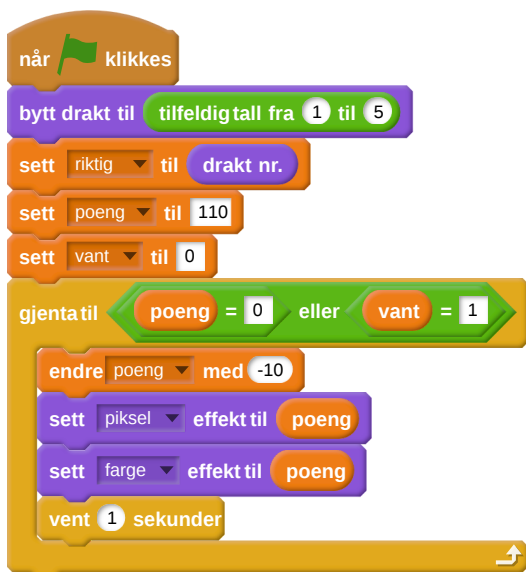 når klikkes
bytt drakt til tilfeldig tall fra 1 til 5
sett riktig til drakt nr.
sett poeng til 110
sett vant til 0
gjenta til poeng = 0 eller vant = 1
endre poeng med -10
sett piksel effekt til poeng
sett farge effekt til poeng
vent 1 sekunder